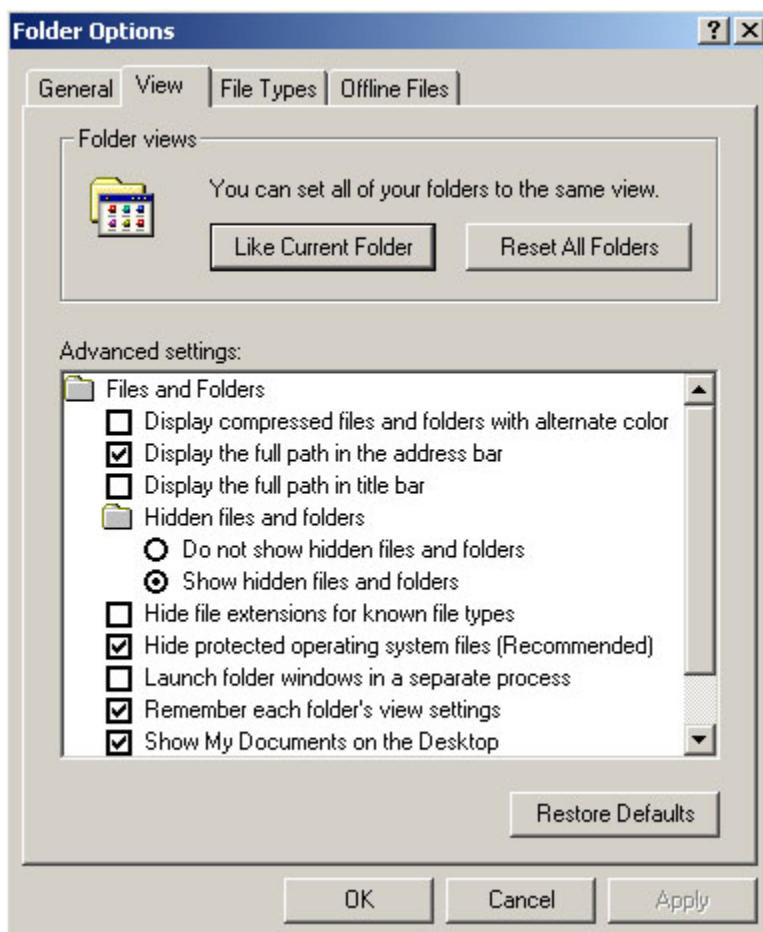 Folder Options
General View File Types Offline Files
Folder views
You can set all of your folders to the same view.
Like Current Folder Reset All Folders
Advanced settings:
Files and Folders
Display compressed files and folders with alternate color
Display the full path in the address bar
Display the full path in title bar
Hidden files and folders
Do not show hidden files and folders
Show hidden files and folders
Hide file extensions for known file types
Hide protected operating system files (Recommended)
Launch folder windows in a separate process
Remember each folder's view settings
Show My Documents on the Desktop
Restore Defaults
OK Cancel Apply